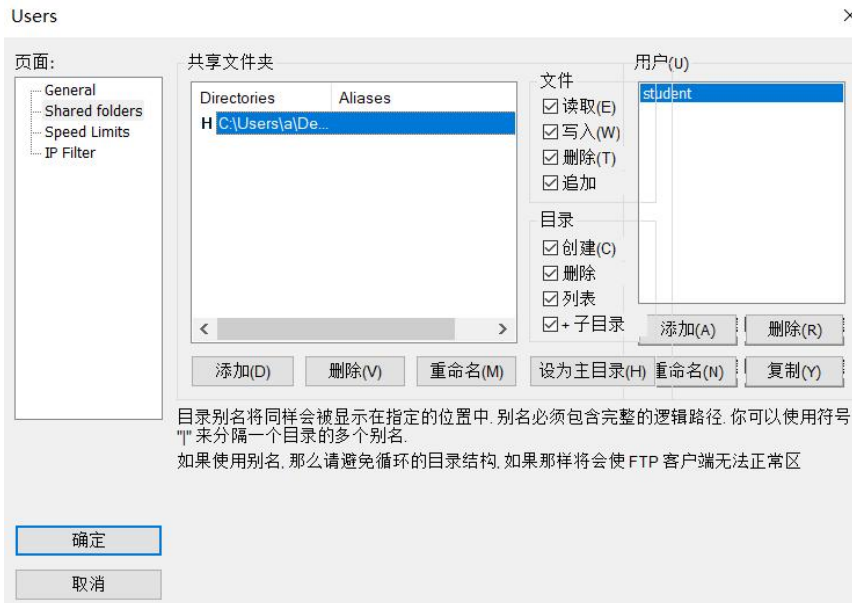 Users
页面:
General
Shared folders
Speed Limits
IP Filter
共享文件夹
Directories Aliases
H C:\Users\a\De...
文件
读取(E)
写入(W)
删除(T)
追加
目录
创建(C)
删除
列表
+ 子目录
用户(U)
student
添加(A) 删除(R)
添加(D) 删除(V) 重命名(M) 设为主目录(H) 重命名(N) 复制(Y)
目录别名将同样会被显示在指定的位置中. 别名必须包含完整的逻辑路径. 你可以使用符号
"|" 来分隔一个目录的多个别名.
如果使用别名, 那么请避免循环的目录结构, 如果那样将会使 FTP 客户端无法正常区
确定
取消